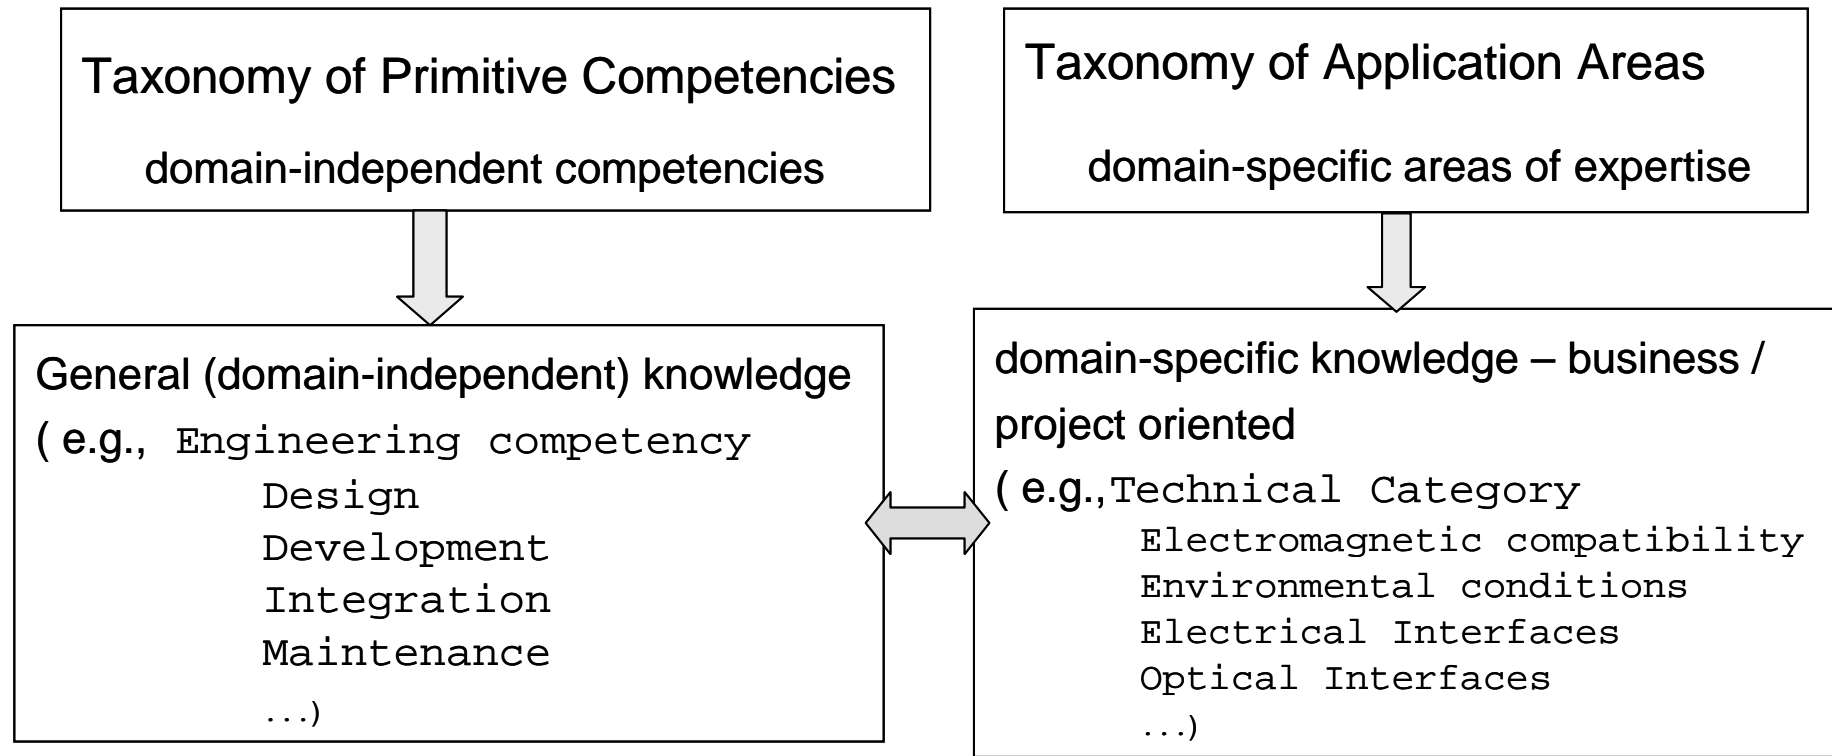 Taxonomy of Primitive Competencies
domain-independent competencies
Taxonomy of Application Areas
domain-specific areas of expertise
General (domain-independent) knowledge
( e.g., Engineering competency
Design
Development
Integration
Maintenance
...)
domain-specific knowledge – business /
project oriented
( e.g.,Technical Category
Electromagnetic compatibility
Environmental conditions
Electrical Interfaces
Optical Interfaces
...)